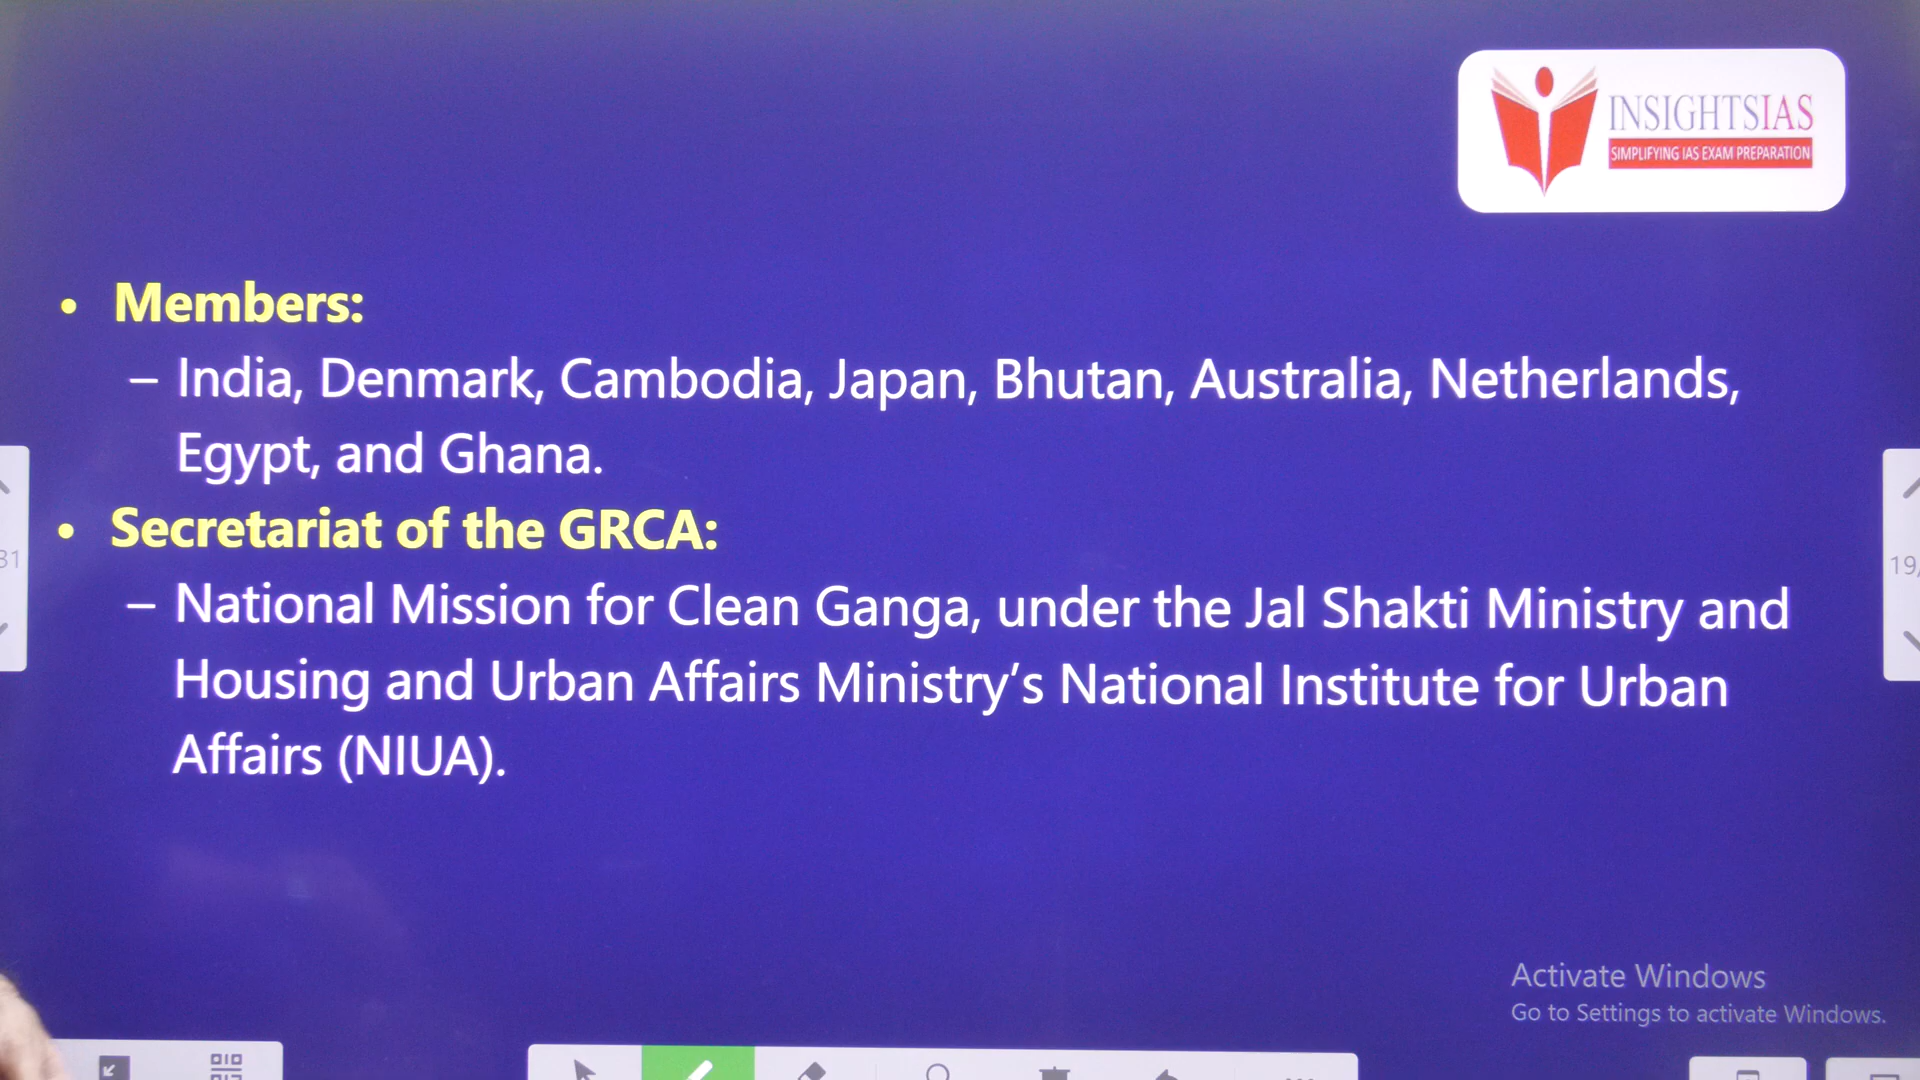 INSIGHTSIAS
SIMPLIFYING IAS EXAM PREPARATION
• Members:
– India, Denmark, Cambodia, Japan, Bhutan, Australia, Netherlands,
Egypt, and Ghana.
• Secretariat of the GRCA:
– National Mission for Clean Ganga, under the Jal Shakti Ministry and
Housing and Urban Affairs Ministry's National Institute for Urban
Affairs (NIUA).
31
19/
Activate Windows
Go to Settings to activate Windows.